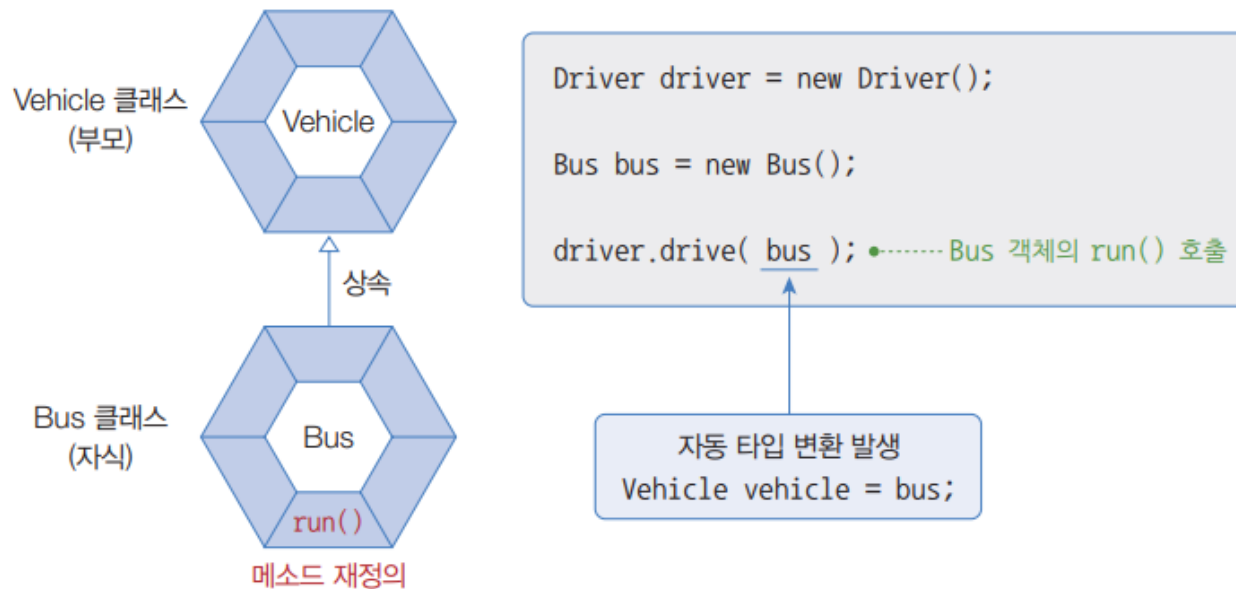 Vehicle 클래스
(부모)
Vehicle
상속
Bus 클래스
(자식)
Bus
run()
메소드 재정의
Driver driver = new Driver();
Bus bus = new Bus();
driver.drive( bus ); Bus 객체의 run() 호출
자동 타입 변환 발생
Vehicle vehicle = bus;